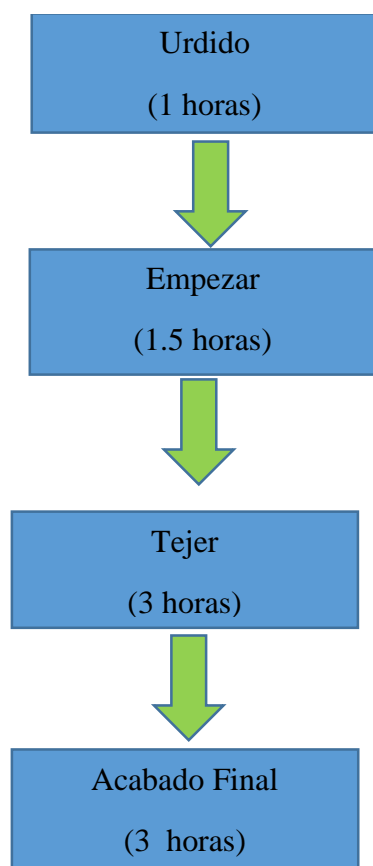 Urdido
(1 horas)
Empezar
(1.5 horas)
Tejer
(3 horas)
Acabado Final
(3 horas)